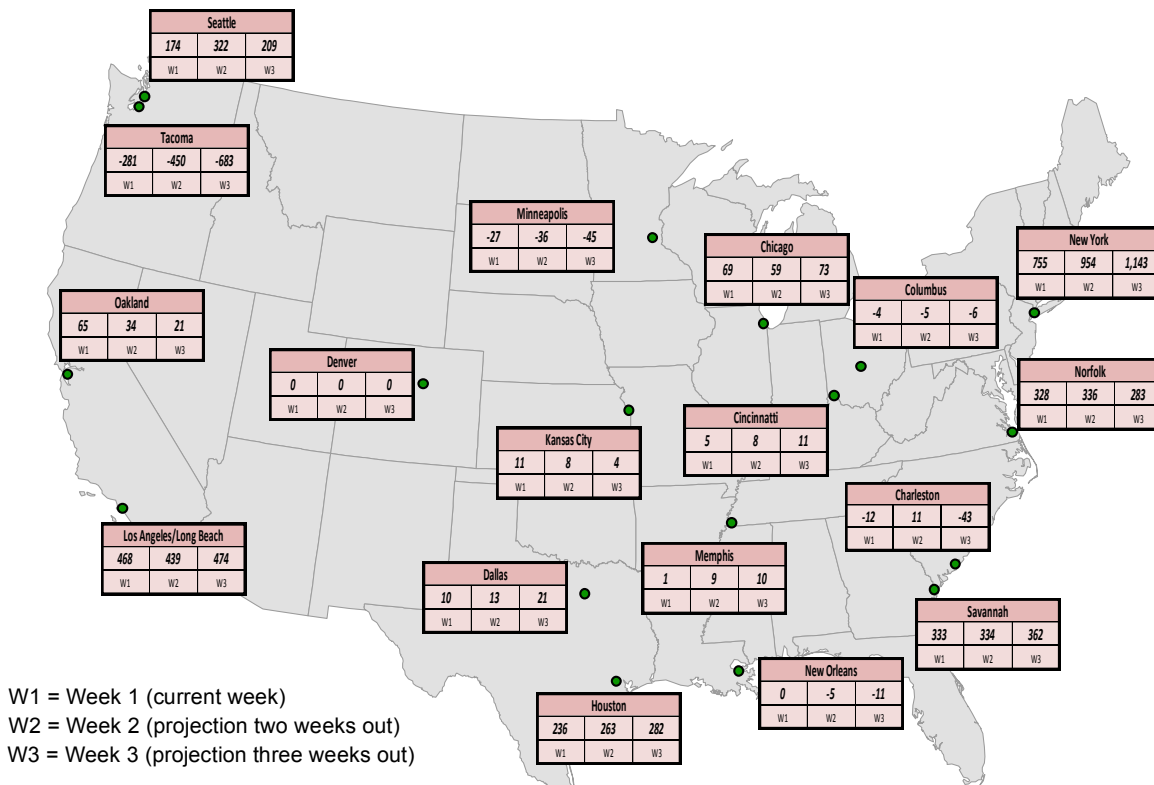 Seattle
174 322 209
W1 W2 W3
Tacoma
-281 -450 -683
W1 W2 W3
Minneapolis
-27 -36 -45
W1 W2 W3
Chicago
69 59 73
W1 W2 W3
New York
755 954 1,143
W1 W2 W3
Columbus
-4 -5 -6
W1 W2 W3
Oakland
65 34 21
W1 W2 W3
Denver
0 0 0
W1 W2 W3
Norfolk
328 336 283
W1 W2 W3
Cincinnatti
5 8 11
W1 W2 W3
Kansas City
11 8 4
W1 W2 W3
Charleston
-12 11 -43
W1 W2 W3
Los Angeles/Long Beach
468 439 474
W1 W2 W3
Memphis
1 9 10
W1 W2 W3
Dallas
10 13 21
W1 W2 W3
Savannah
333 334 362
W1 W2 W3
New Orleans
0 -5 -11
W1 W2 W3
Houston
236 263 282
W1 W2 W3
W1 = Week 1 (current week)
W2 = Week 2 (projection two weeks out)
W3 = Week 3 (projection three weeks out)